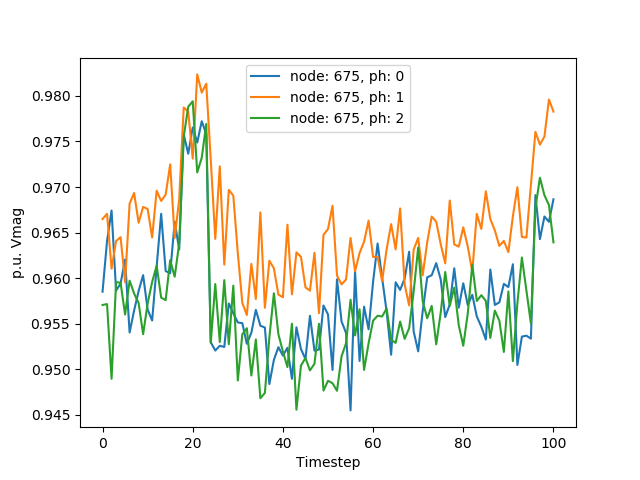 node: 675, ph: 0
node: 675, ph: 1
node: 675, ph: 2
0.980
0.975
0.970
0.965
0.960
0.955
0.950
0.945
p.u. Vmag
0 20 40 60 80 100
Timestep